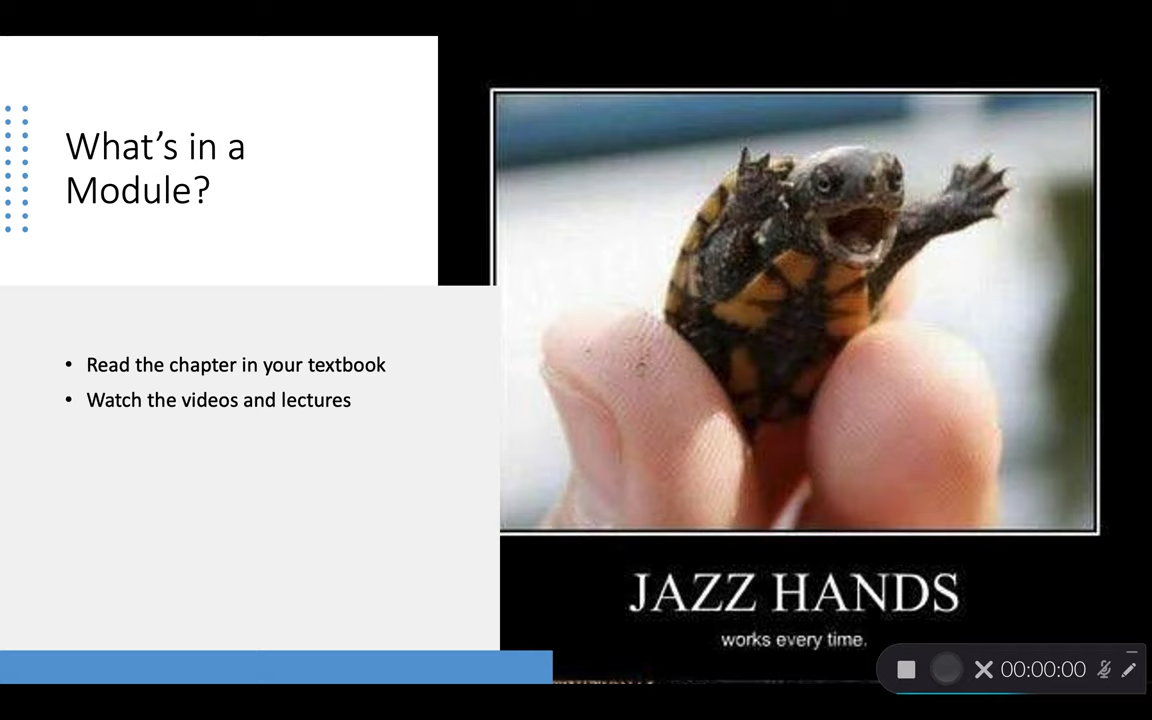 What’s in a
Module?
• Read the chapter in your textbook
• Watch the videos and lectures
JAZZ HANDS
works every time.
00:00:00